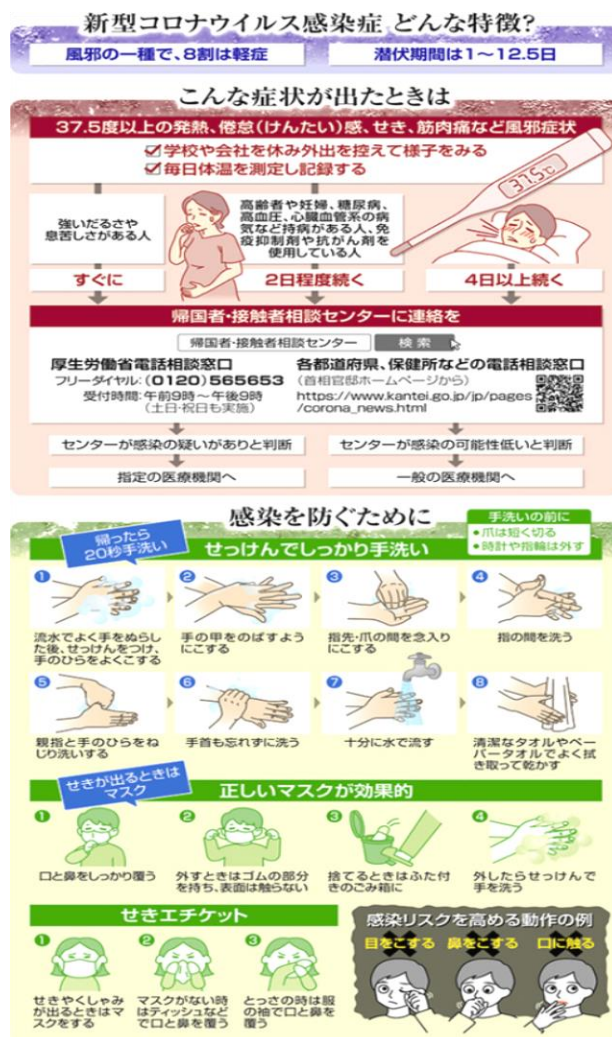 新型コロナウイルス感染症 どんな特徴?
風邪の一種で、8割は軽症
潜伏期間は1〜12.5日
こんな症状が出たときは
37.5度以上の発熱、倦怠(けんたい)感、せき、筋肉痛など風邪症状
学校や会社を休み外出を控えて様子をみる
毎日体温を測定し記録する
37.5℃
強いだるさや
息苦しさがある人
高齢者や妊婦、糖尿病、
高血圧、心臓血管系の病
気など持病がある人、免
疫抑制剤や抗がん剤を
使用している人
すぐに
2日程度続く
4日以上続く
帰国者・接触者相談センターに連絡を
帰国者・接触者相談センター 検索
厚生労働省電話相談窓口
フリーダイヤル:(0120)565653
受付時間:午前9時〜午後9時
(土日・祝日も実施)
各都道府県、保健所などの電話相談窓口
(首相官邸ホームページから)
https://www.kantei.go.jp/jp/pages
/corona_news.html
センターが感染の疑いがありと判断
センターが感染の可能性低いと判断
指定の医療機関へ
一般の医療機関へ
感染を防ぐために
手洗いの前に
●爪は短く切る
●時計や指輪は外す
帰ったら
20秒手洗い
せっけんでしっかり手洗い
1
流水でよく手をぬらし
た後、せっけんをつけ、
手のひらをよくこする
2
手の甲をのばすよう
にこする
3
指先・爪の間を念入り
にこする
4
指の間を洗う
5
親指と手のひらをね
じり洗いする
6
手首も忘れずに洗う
7
十分に水で流す
8
清潔なタオルやペー
パータオルでよく拭
き取って乾かす
せきが出るときは
マスク
正しいマスクが効果的
1
口と鼻をしっかり覆う
2
外すときはゴムの部分
を持ち、表面は触らない
3
捨てるときはふた付
きのごみ箱に
4
外したらせっけんで
手を洗う
せきエチケット
1
せきやくしゃみ
が出るときはマ
スクをする
2
マスクがない時
はティッシュなど
で口と鼻を覆う
3
とっさの時は服
の袖で口と鼻を
覆う
感染リスクを高める動作の例
目をこする
鼻をこする
口に触る